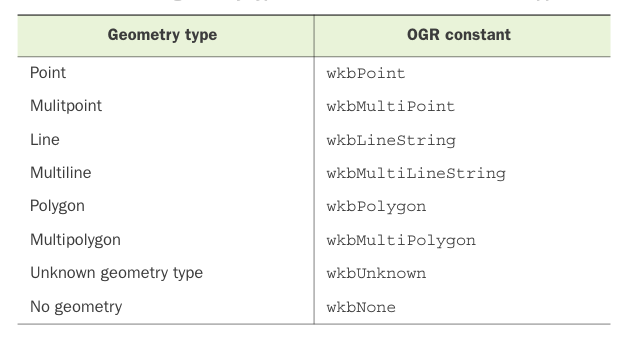 Geometry type OGR constant
Point wkbPoint
Mulitpoint wkbMultiPoint
Line wkbLineString
Multiline wkbMultiLineString
Polygon wkbPolygon
Multipolygon wkbMultiPolygon
Unknown geometry type wkbUnknown
No geometry wkbNone